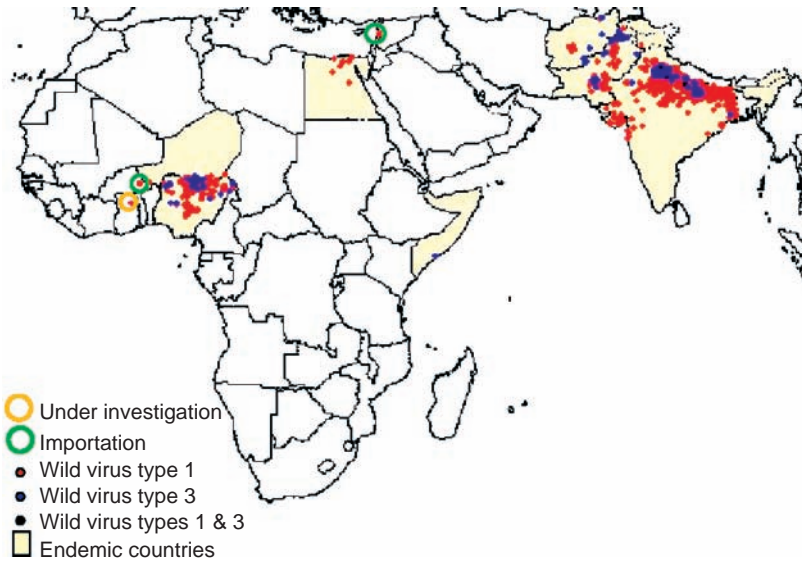 Under investigation
Importation
Wild virus type 1
Wild virus type 3
Wild virus types 1 & 3
Endemic countries